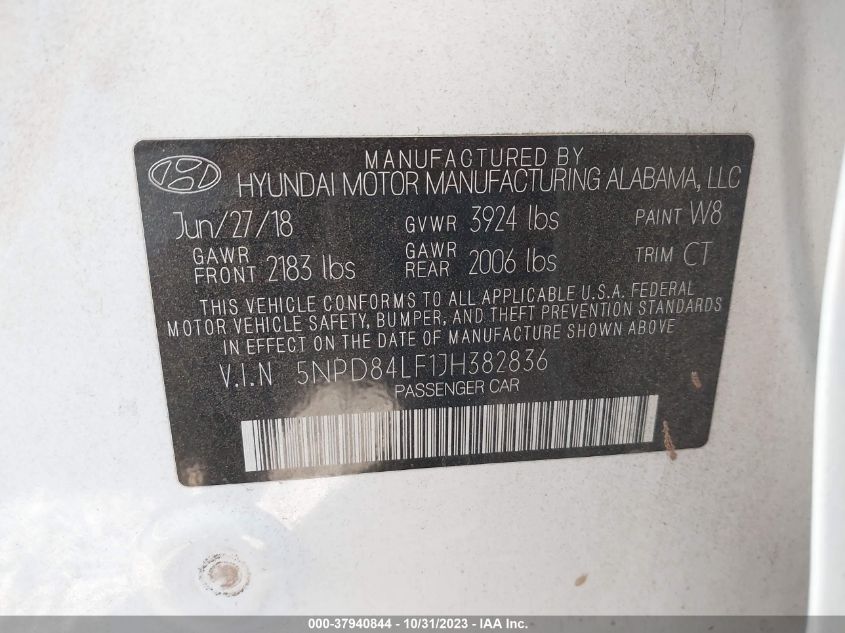 MANUFACTURED BY
HYUNDAI MOTOR MANUFACTURING ALABAMA, LLC
Jun/27/18 GVWR 3924 lbs PAINT W8
GAWR FRONT 2183 lbs GAWR REAR 2006 lbs TRIM CT
THIS VEHICLE CONFORMS TO ALL APPLICABLE U.S.A. FEDERAL
MOTOR VEHICLE SAFETY, BUMPER, AND THEFT PREVENTION STANDARDS
IN EFFECT ON THE DATE OF MANUFACTURE SHOWN ABOVE
V.I.N 5NPD84LF1JH382836
PASSENGER CAR
000-37940844 - 10/31/2023 - IAA Inc.